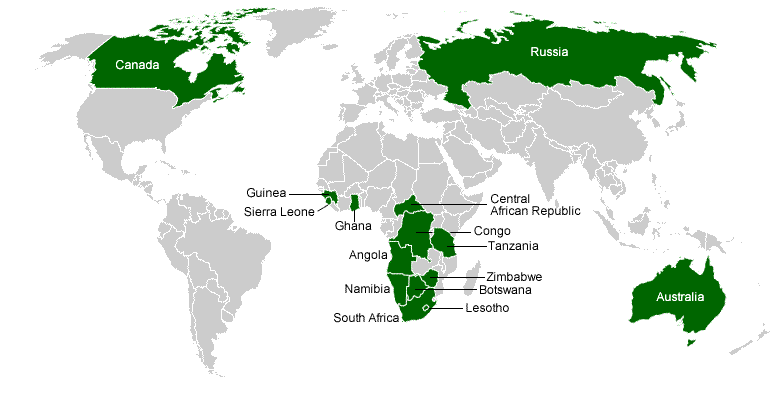 Russia
Canada
Guinea
Sierra Leone
Ghana
Central
African Republic
Congo
Tanzania
Angola
Zimbabwe
Namibia
Botswana
Australia
Lesotho
South Africa